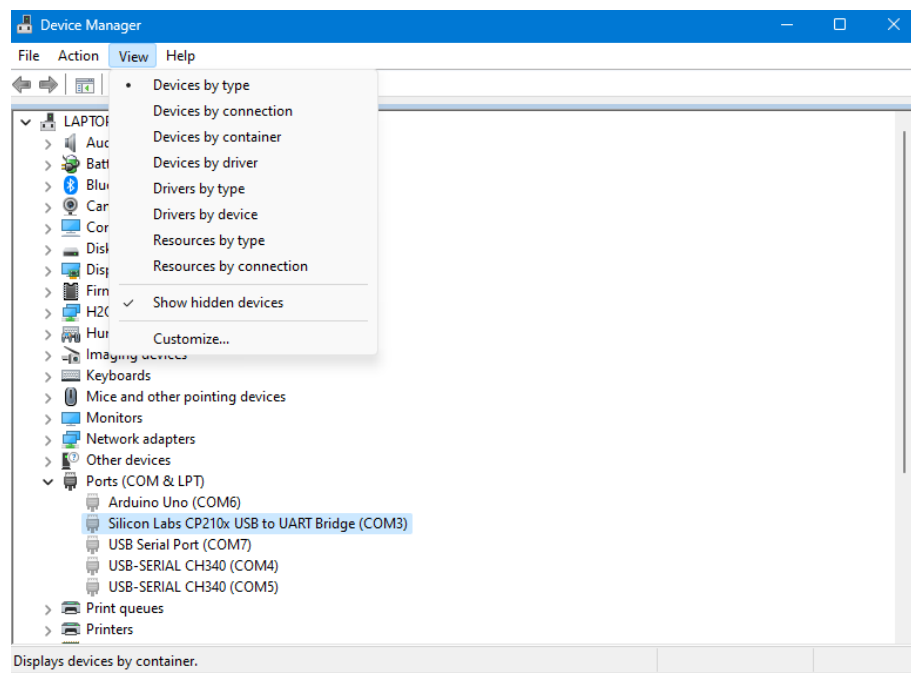 Device Manager
File Action View Help
Devices by type
Devices by connection
Devices by container
Devices by driver
Drivers by type
Drivers by device
Resources by type
Resources by connection
Show hidden devices
Customize...
Imaging devices
Keyboards
Mice and other pointing devices
Monitors
Network adapters
Other devices
Ports (COM & LPT)
Arduino Uno (COM6)
Silicon Labs CP210x USB to UART Bridge (COM3)
USB Serial Port (COM7)
USB-SERIAL CH340 (COM4)
USB-SERIAL CH340 (COM5)
Print queues
Printers
Displays devices by container.